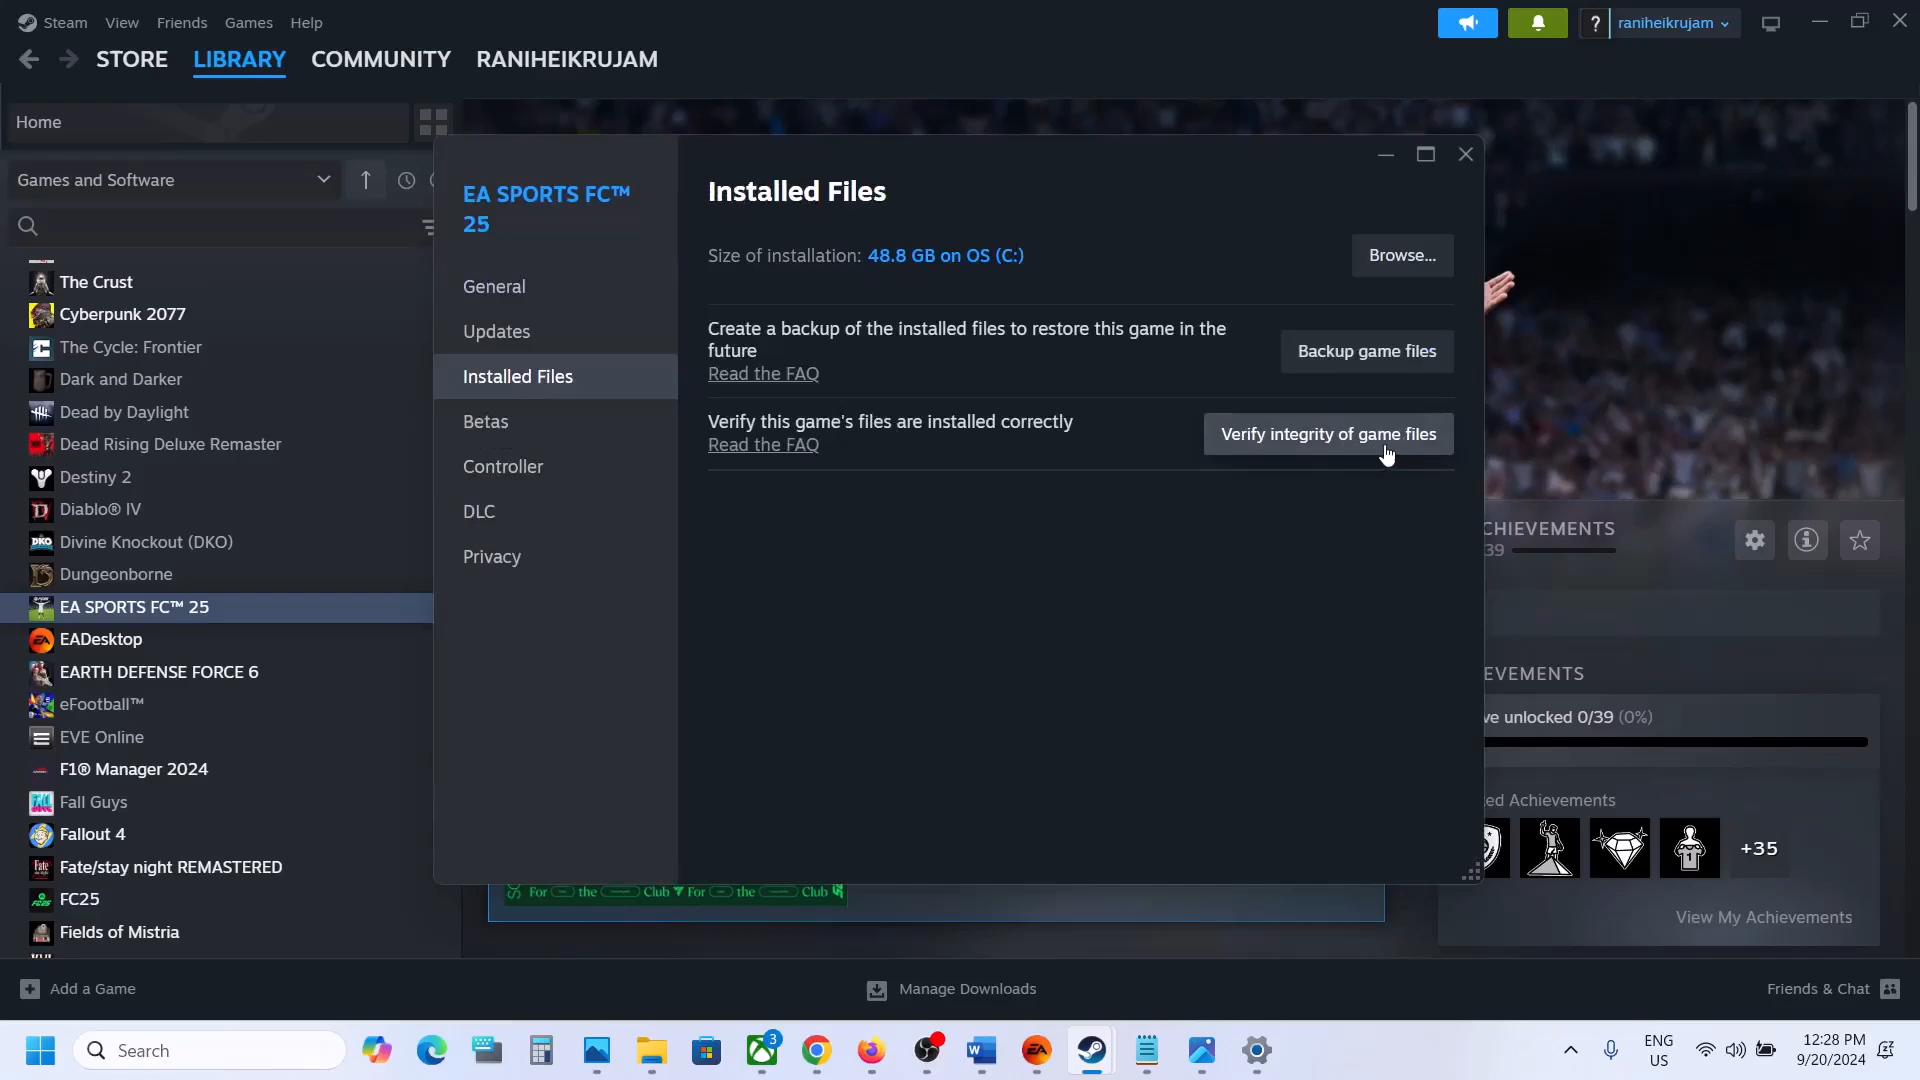 Steam View Friends Games Help
raniheikrujam
STORE LIBRARY COMMUNITY RANIHEIKRUJAM
Home
Games and Software
The Crust
Cyberpunk 2077
The Cycle: Frontier
Dark and Darker
Dead by Daylight
Dead Rising Deluxe Remaster
Destiny 2
Diablo® IV
Divine Knockout (DKO)
Dungeonborne
EA SPORTS FC™ 25
EADesktop
EARTH DEFENSE FORCE 6
eFootball™
EVE Online
F1® Manager 2024
Fall Guys
Fallout 4
Fate/stay night REMASTERED
FC25
Fields of Mistria
EA SPORTS FC™
25
General
Updates
Installed Files
Betas
Controller
DLC
Privacy
Installed Files
Size of installation: 48.8 GB on OS (C:)
Browse...
Create a backup of the installed files to restore this game in the
future
Read the FAQ
Backup game files
Verify this game's files are installed correctly
Read the FAQ
Verify integrity of game files
CHIEVEMENTS
39
EVEMENTS
ve unlocked 0/39 (0%)
ed Achievements
+35
View My Achievements
For the Club For the Club
Add a Game
Manage Downloads
Friends & Chat
Search
3
ENG
US
12:28 PM
9/20/2024